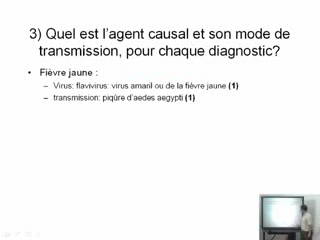 3) Quel est l'agent causal et son mode de
transmission, pour chaque diagnostic?
• Fièvre jaune :
– Virus: flavivirus: virus amaril ou de la fièvre jaune (1)
– transmission: piqûre d'aedes aegypti (1)